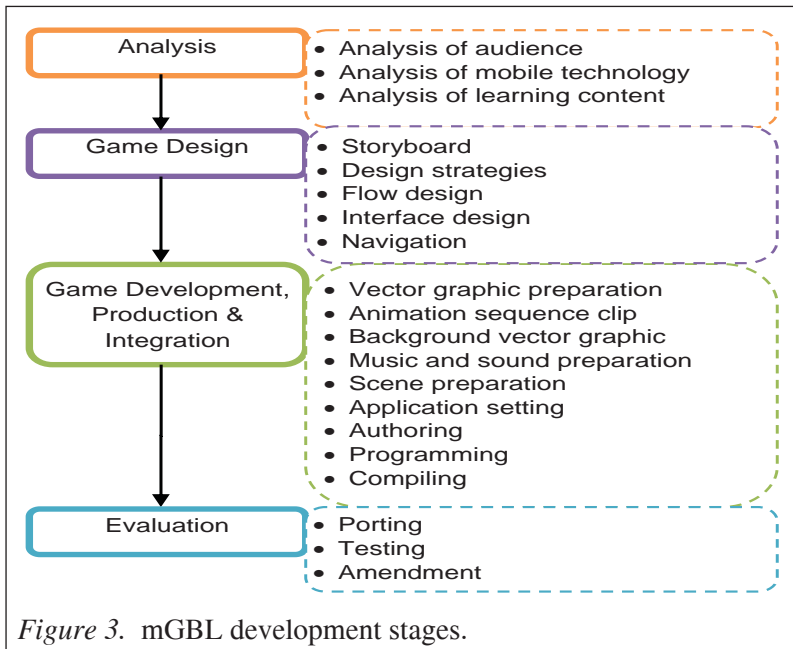 Analysis
• Analysis of audience
• Analysis of mobile technology
• Analysis of learning content
Game Design
• Storyboard
• Design strategies
• Flow design
• Interface design
• Navigation
Game Development,
Production &
Integration
• Vector graphic preparation
• Animation sequence clip
• Background vector graphic
• Music and sound preparation
• Scene preparation
• Application setting
• Authoring
• Programming
• Compiling
Evaluation
• Porting
• Testing
• Amendment
Figure 3. mGBL development stages.